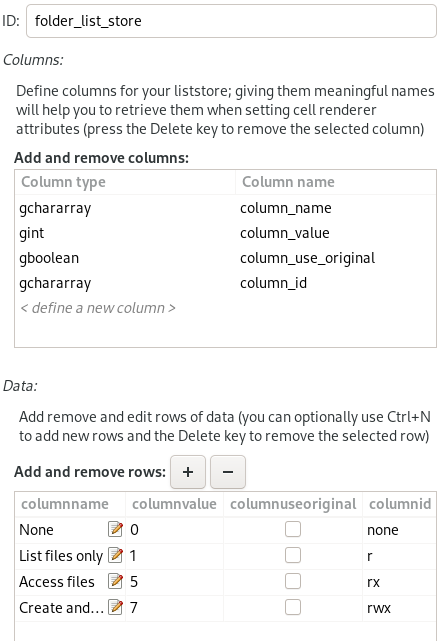 ID: folder_list_store
Columns:
Define columns for your liststore; giving them meaningful names
will help you to retrieve them when setting cell renderer
attributes (press the Delete key to remove the selected column)
Add and remove columns:
Column type Column name
gchararray column_name
gint column_value
gboolean column_use_original
gchararray column_id
< define a new column >
Data:
Add remove and edit rows of data (you can optionally use Ctrl+N
to add new rows and the Delete key to remove the selected row)
Add and remove rows: + −
columnname columnvalue columnuseoriginal columnid
None 0 none
List files only 1 r
Access files 5 rx
Create and... 7 rwx